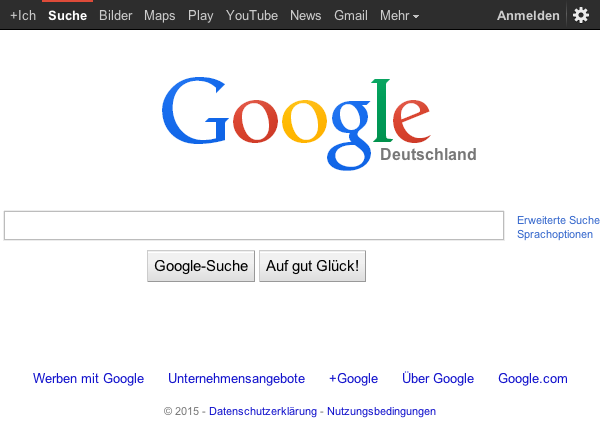 +Ich Suche Bilder Maps Play YouTube News Gmail Mehr Anmelden
Google
Deutschland
Erweiterte Suche
Sprachoptionen
Google-Suche Auf gut Glück!
Werben mit Google Unternehmensangebote +Google Über Google Google.com
© 2015 - Datenschutzerklärung - Nutzungsbedingungen